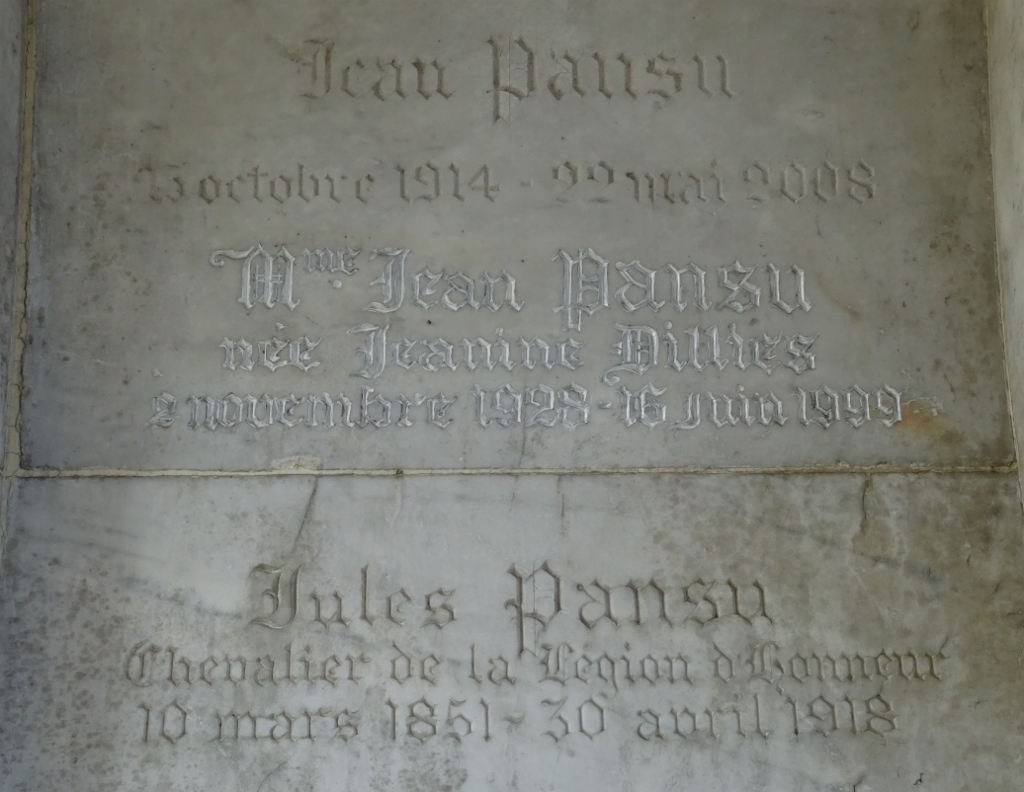 Jean Pansu
13 octobre 1914 - 22 mai 2008
Mme. Jean Pansu
née Jeanine Dillies
2 novembre 1928 - 16 Juin 1999
Jules Pansu
Chevalier de la Légion d'Honneur
10 mars 1851 - 30 avril 1918